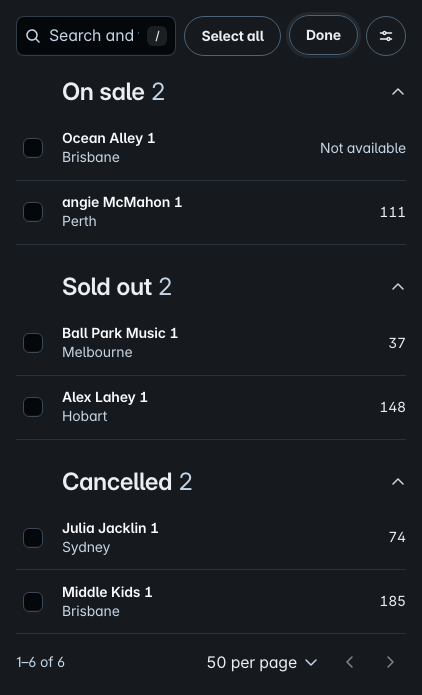 Search and
/
Select all
Done
On sale 2
Ocean Alley 1
Brisbane
Not available
angie McMahon 1
Perth
111
Sold out 2
Ball Park Music 1
Melbourne
37
Alex Lahey 1
Hobart
148
Cancelled 2
Julia Jacklin 1
Sydney
74
Middle Kids 1
Brisbane
185
1–6 of 6
50 per page